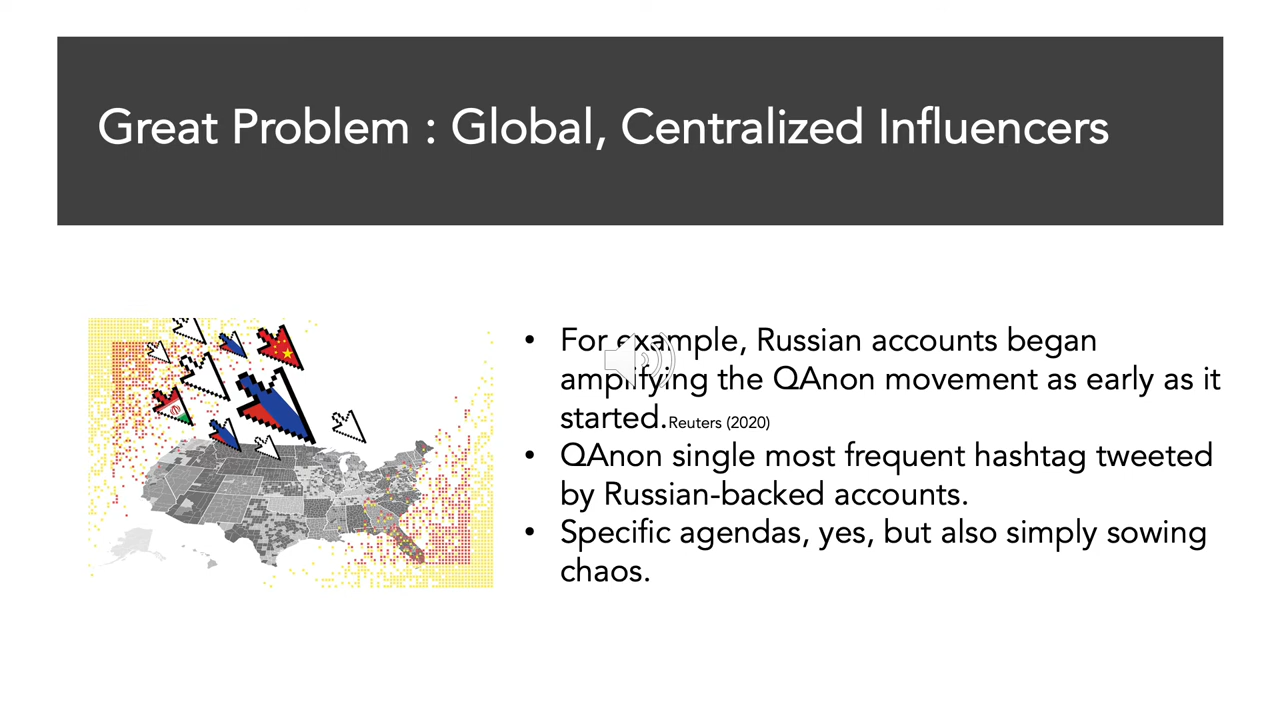 Great Problem : Global, Centralized Influencers
• For example, Russian accounts began
amplifying the QAnon movement as early as it
started.Reuters (2020)
• QAnon single most frequent hashtag tweeted
by Russian-backed accounts.
• Specific agendas, yes, but also simply sowing
chaos.